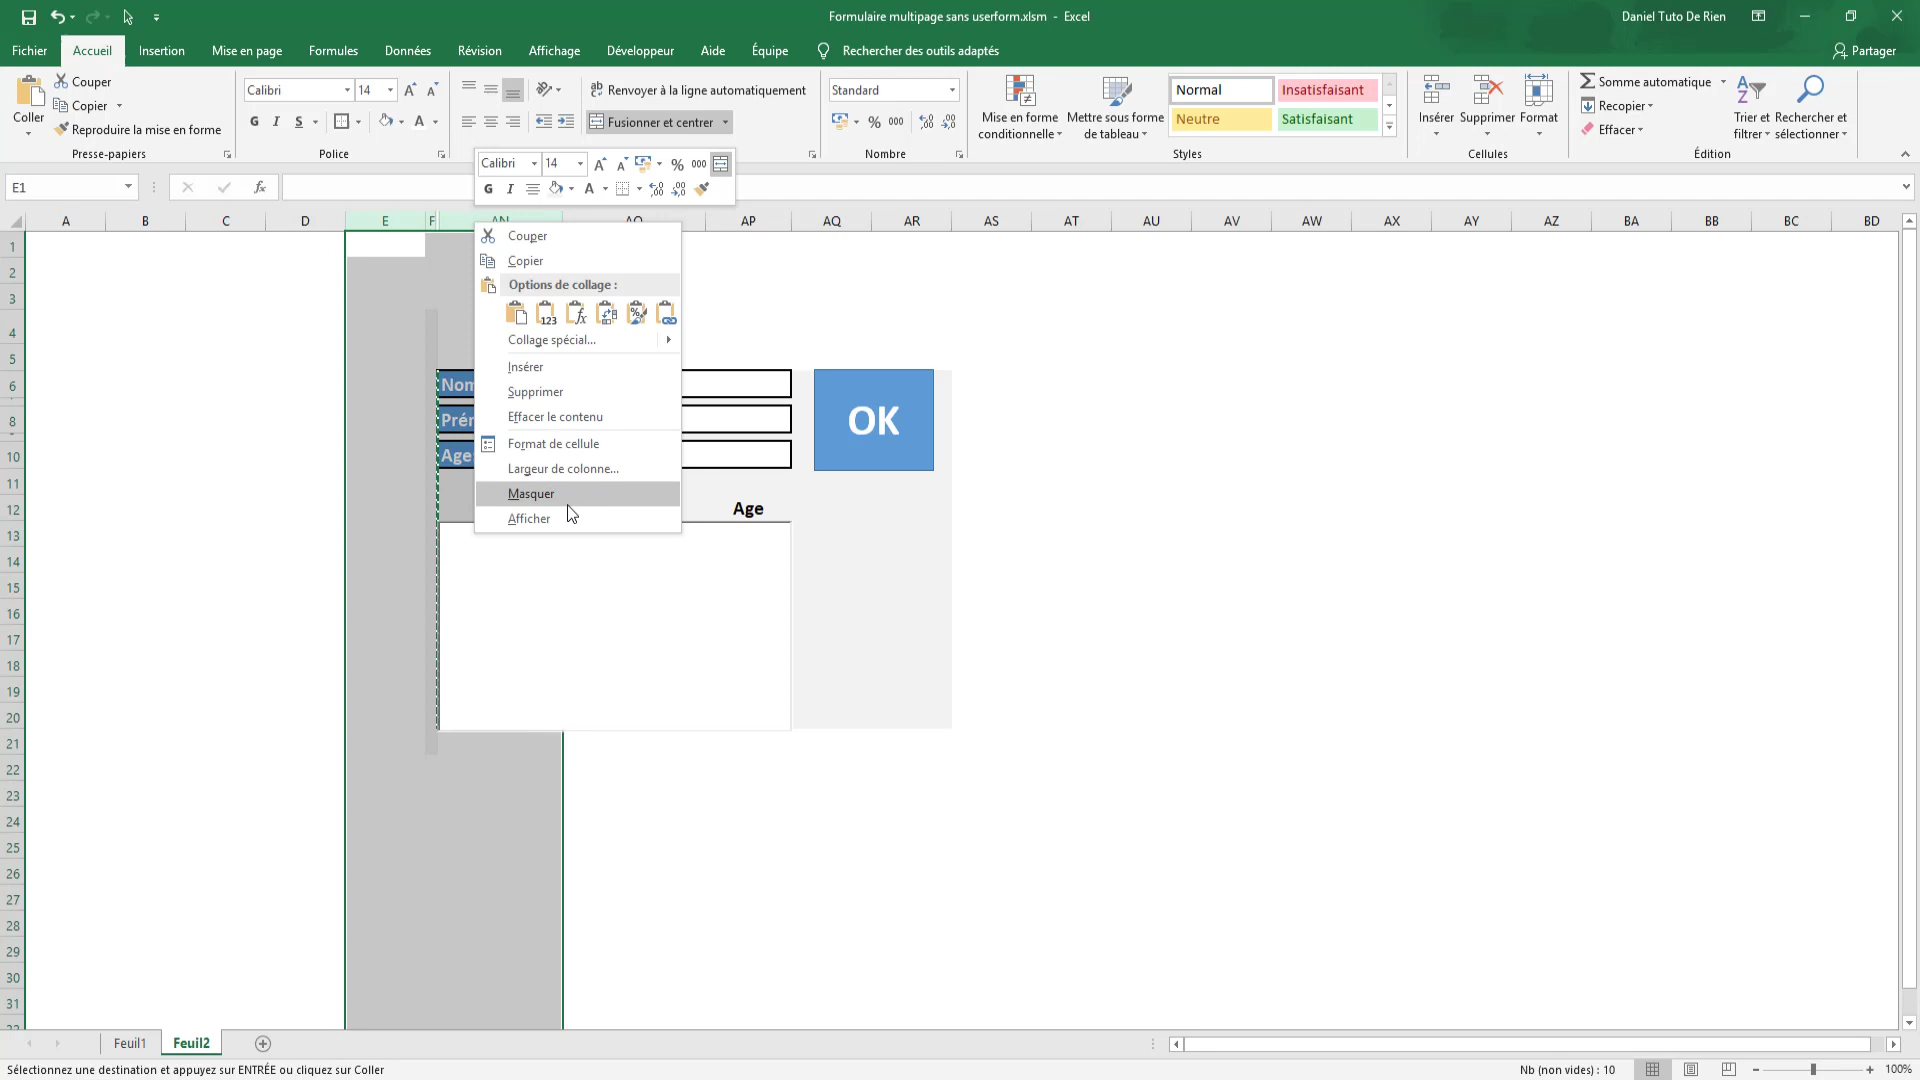 Formulaire multipage sans userform.xlsm - Excel
Daniel Tuto De Rien
Fichier Accueil Insertion Mise en page Formules Données Révision Affichage Développeur Aide Équipe Rechercher des outils adaptés Partager
Coller
Couper
Copier
Reproduire la mise en forme
Presse-papiers
Calibri 14
G I S
Police
Renvoyer à la ligne automatiquement
Fusionner et centrer
Standard
% 000
Nombre
Mise en forme conditionnelle
Mettre sous forme de tableau
Normal Insatisfaisant
Neutre Satisfaisant
Styles
Insérer Supprimer Format
Cellules
Somme automatique
Recopier
Effacer
Trier et filtrer
Rechercher et sélectionner
Édition
Calibri 14 % 000
G I
E1
A B C D E F AN AO AP AQ AR AS AT AU AV AW AX AY AZ BA BB BC BD
Couper
Copier
Options de collage :
Collage spécial...
Insérer
Supprimer
Effacer le contenu
Format de cellule
Largeur de colonne...
Masquer
Afficher
1
2
3
4
5
6 Nom
8 Prén
10 Age
OK
11
12 Age
13
14
15
16
17
18
19
20
21
22
23
24
25
26
27
28
29
30
31
Feuil1 Feuil2
Sélectionnez une destination et appuyez sur ENTRÉE ou cliquez sur Coller
Nb (non vides) : 10
100%